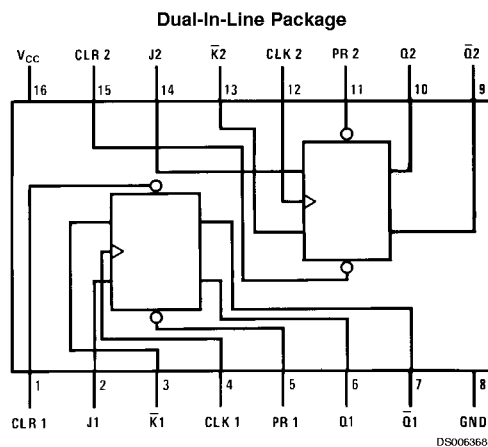 Dual-In-Line Package
VCC CLR 2 J2 K̅2 CLK 2 PR 2 Q2 Q̅2
16 15 14 13 12 11 10 9
1 2 3 4 5 6 7 8
CLR 1 J1 K̅1 CLK 1 PR 1 Q1 Q̅1 GND
DS006368